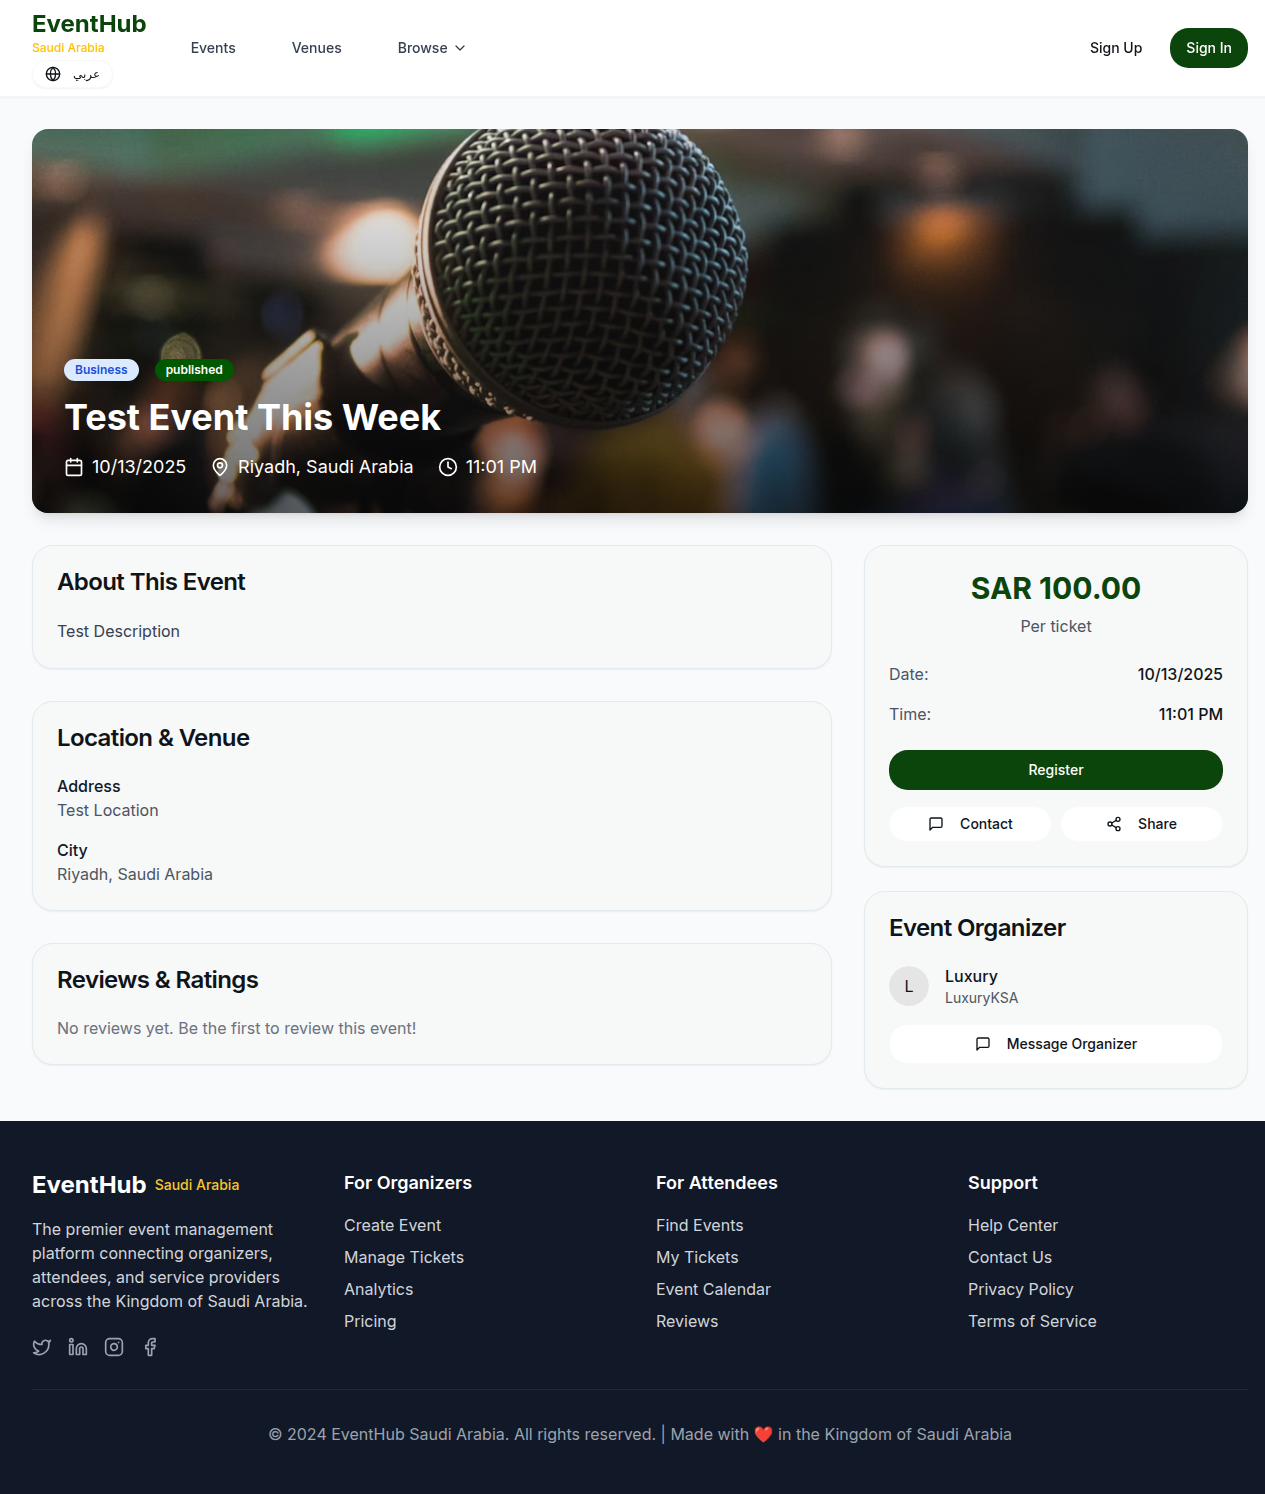 EventHub
Saudi Arabia
عربي
Events
Venues
Browse
Sign Up
Sign In
Business
published
Test Event This Week
10/13/2025
Riyadh, Saudi Arabia
11:01 PM
About This Event
Test Description
Location & Venue
Address
Test Location
City
Riyadh, Saudi Arabia
Reviews & Ratings
No reviews yet. Be the first to review this event!
SAR 100.00
Per ticket
Date: 10/13/2025
Time: 11:01 PM
Register
Contact
Share
Event Organizer
L
Luxury
LuxuryKSA
Message Organizer
EventHub Saudi Arabia
The premier event management
platform connecting organizers,
attendees, and service providers
across the Kingdom of Saudi Arabia.
For Organizers
Create Event
Manage Tickets
Analytics
Pricing
For Attendees
Find Events
My Tickets
Event Calendar
Reviews
Support
Help Center
Contact Us
Privacy Policy
Terms of Service
© 2024 EventHub Saudi Arabia. All rights reserved. | Made with ❤️ in the Kingdom of Saudi Arabia